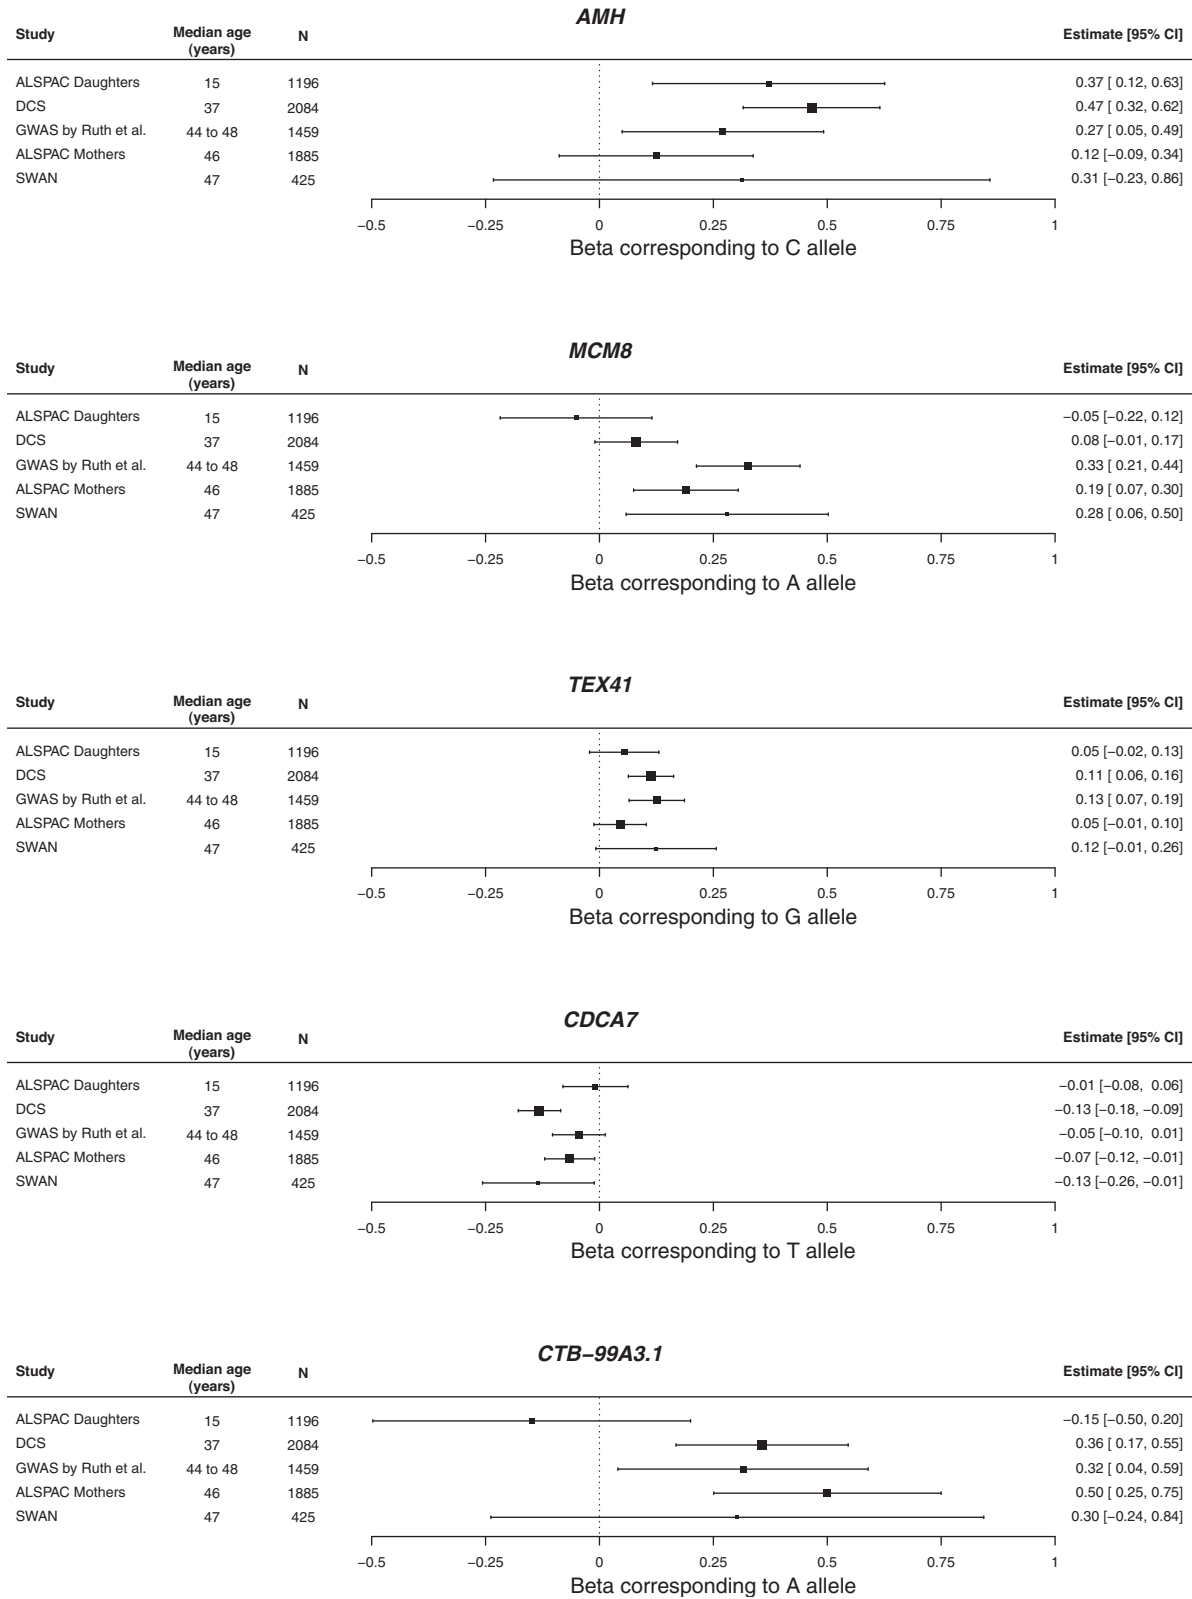 AMH
Study Median age (years) N Estimate [95% CI]
ALSPAC Daughters 15 1196 0.37 [ 0.12, 0.63]
DCS 37 2084 0.47 [ 0.32, 0.62]
GWAS by Ruth et al. 44 to 48 1459 0.27 [ 0.05, 0.49]
ALSPAC Mothers 46 1885 0.12 [−0.09, 0.34]
SWAN 47 425 0.31 [−0.23, 0.86]
−0.5 −0.25 0 0.25 0.5 0.75 1
Beta corresponding to C allele
MCM8
Study Median age (years) N Estimate [95% CI]
ALSPAC Daughters 15 1196 −0.05 [−0.22, 0.12]
DCS 37 2084 0.08 [−0.01, 0.17]
GWAS by Ruth et al. 44 to 48 1459 0.33 [ 0.21, 0.44]
ALSPAC Mothers 46 1885 0.19 [ 0.07, 0.30]
SWAN 47 425 0.28 [ 0.06, 0.50]
−0.5 −0.25 0 0.25 0.5 0.75 1
Beta corresponding to A allele
TEX41
Study Median age (years) N Estimate [95% CI]
ALSPAC Daughters 15 1196 0.05 [−0.02, 0.13]
DCS 37 2084 0.11 [ 0.06, 0.16]
GWAS by Ruth et al. 44 to 48 1459 0.13 [ 0.07, 0.19]
ALSPAC Mothers 46 1885 0.05 [−0.01, 0.10]
SWAN 47 425 0.12 [−0.01, 0.26]
−0.5 −0.25 0 0.25 0.5 0.75 1
Beta corresponding to G allele
CDCA7
Study Median age (years) N Estimate [95% CI]
ALSPAC Daughters 15 1196 −0.01 [−0.08, 0.06]
DCS 37 2084 −0.13 [−0.18, −0.09]
GWAS by Ruth et al. 44 to 48 1459 −0.05 [−0.10, 0.01]
ALSPAC Mothers 46 1885 −0.07 [−0.12, −0.01]
SWAN 47 425 −0.13 [−0.26, −0.01]
−0.5 −0.25 0 0.25 0.5 0.75 1
Beta corresponding to T allele
CTB−99A3.1
Study Median age (years) N Estimate [95% CI]
ALSPAC Daughters 15 1196 −0.15 [−0.50, 0.20]
DCS 37 2084 0.36 [ 0.17, 0.55]
GWAS by Ruth et al. 44 to 48 1459 0.32 [ 0.04, 0.59]
ALSPAC Mothers 46 1885 0.50 [ 0.25, 0.75]
SWAN 47 425 0.30 [−0.24, 0.84]
−0.5 −0.25 0 0.25 0.5 0.75 1
Beta corresponding to A allele